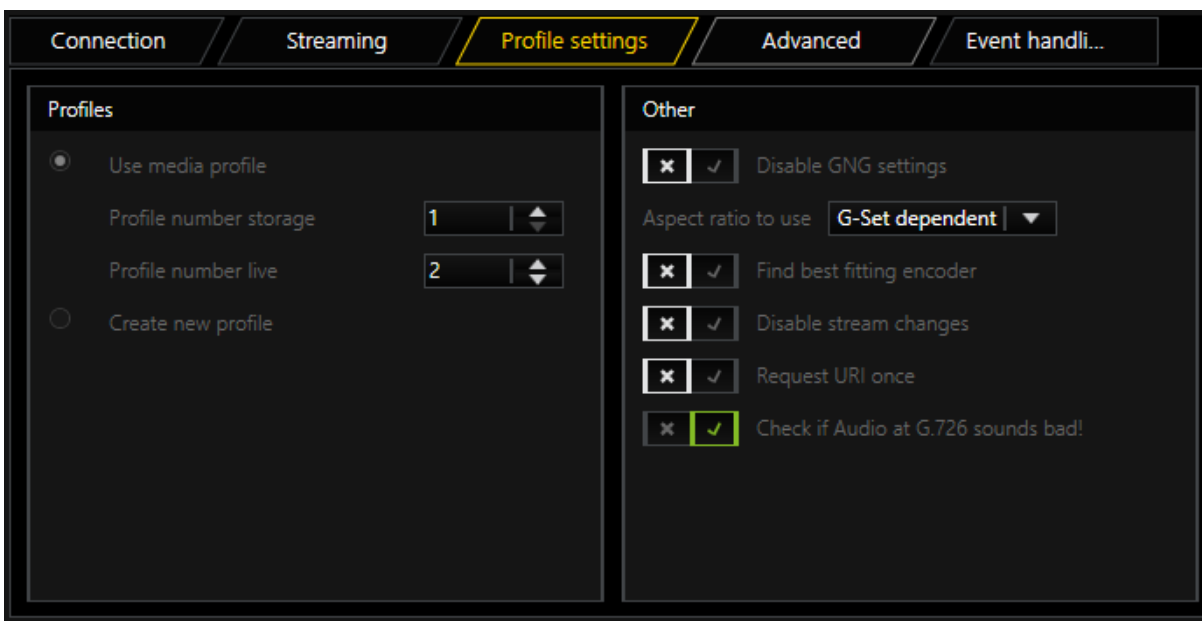 Connection
Streaming
Profile settings
Advanced
Event handli...
Profiles
Use media profile
Profile number storage 1
Profile number live 2
Create new profile
Other
Disable GNG settings
Aspect ratio to use G-Set dependent
Find best fitting encoder
Disable stream changes
Request URI once
Check if Audio at G.726 sounds bad!